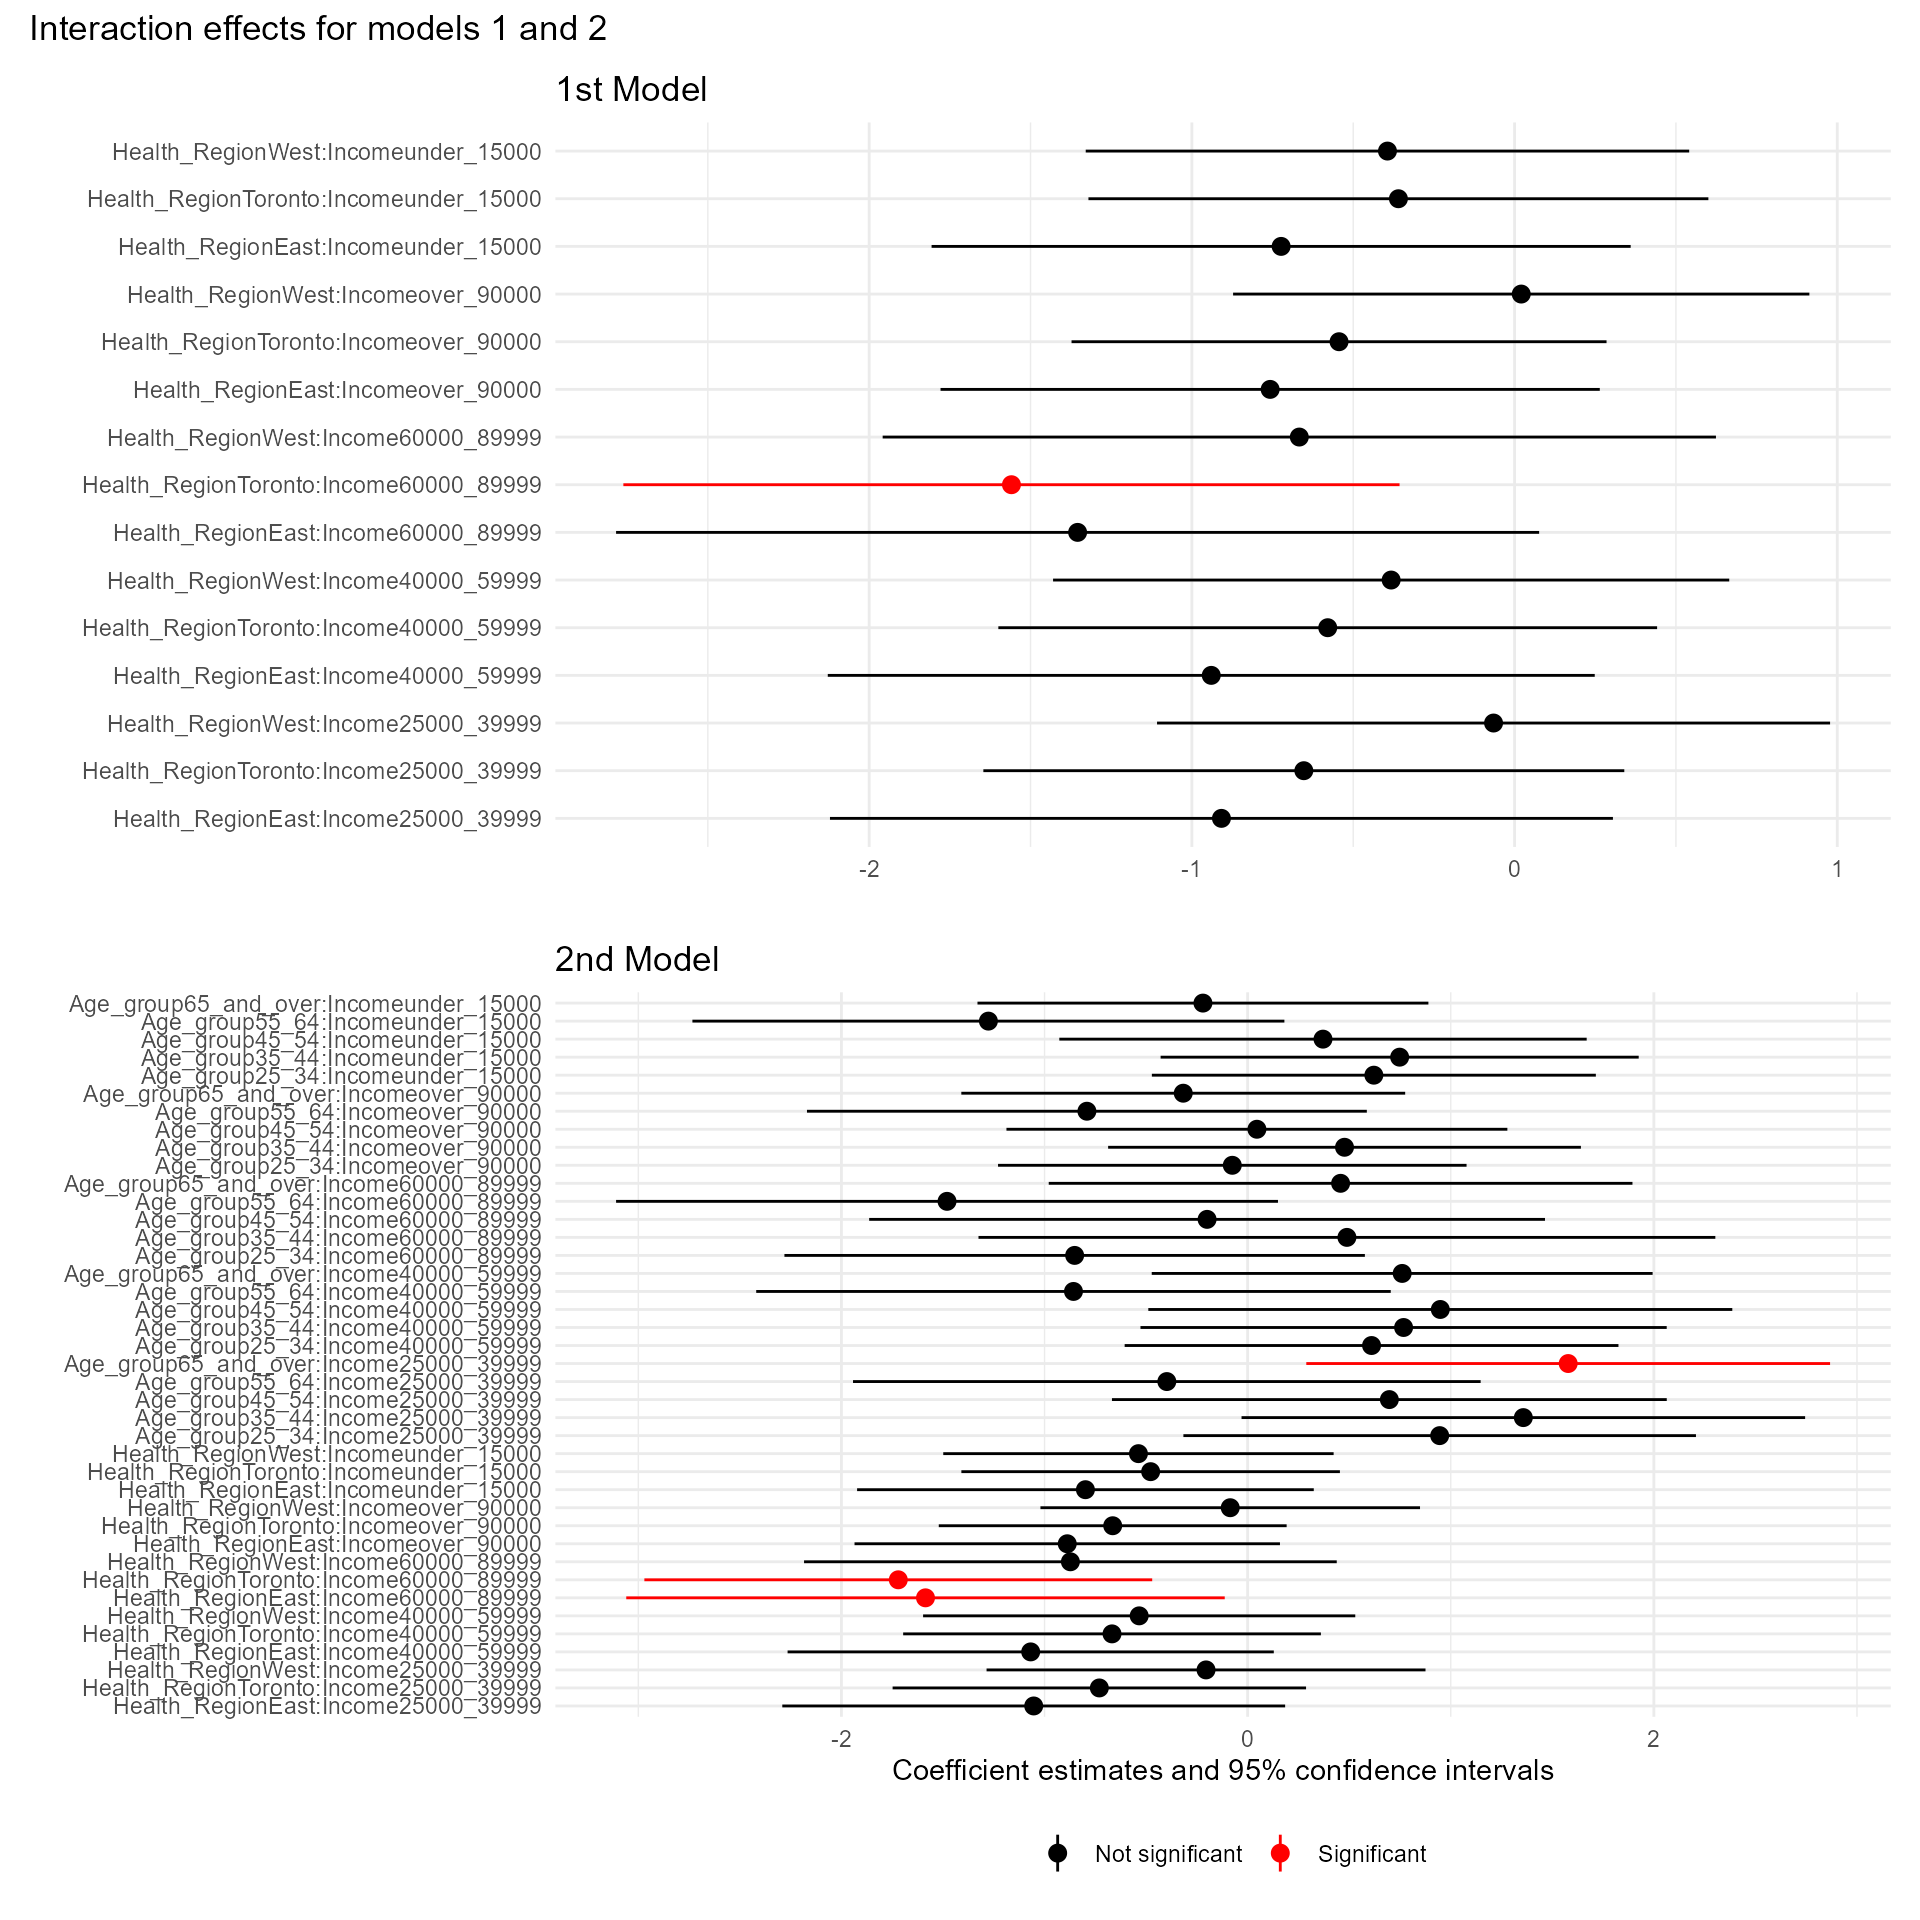 Interaction effects for models 1 and 2
1st Model
Health_RegionWest:Incomeunder_15000
Health_RegionToronto:Incomeunder_15000
Health_RegionEast:Incomeunder_15000
Health_RegionWest:Incomeover_90000
Health_RegionToronto:Incomeover_90000
Health_RegionEast:Incomeover_90000
Health_RegionWest:Income60000_89999
Health_RegionToronto:Income60000_89999
Health_RegionEast:Income60000_89999
Health_RegionWest:Income40000_59999
Health_RegionToronto:Income40000_59999
Health_RegionEast:Income40000_59999
Health_RegionWest:Income25000_39999
Health_RegionToronto:Income25000_39999
Health_RegionEast:Income25000_39999
-2 -1 0 1
2nd Model
Age_group65_and_over:Incomeunder_15000
Age_group55_64:Incomeunder_15000
Age_group45_54:Incomeunder_15000
Age_group35_44:Incomeunder_15000
Age_group25_34:Incomeunder_15000
Age_group65_and_over:Incomeover_90000
Age_group55_64:Incomeover_90000
Age_group45_54:Incomeover_90000
Age_group35_44:Incomeover_90000
Age_group25_34:Incomeover_90000
Age_group65_and_over:Income60000_89999
Age_group55_64:Income60000_89999
Age_group45_54:Income60000_89999
Age_group35_44:Income60000_89999
Age_group25_34:Income60000_89999
Age_group65_and_over:Income40000_59999
Age_group55_64:Income40000_59999
Age_group45_54:Income40000_59999
Age_group35_44:Income40000_59999
Age_group25_34:Income40000_59999
Age_group65_and_over:Income25000_39999
Age_group55_64:Income25000_39999
Age_group45_54:Income25000_39999
Age_group35_44:Income25000_39999
Age_group25_34:Income25000_39999
Health_RegionWest:Incomeunder_15000
Health_RegionToronto:Incomeunder_15000
Health_RegionEast:Incomeunder_15000
Health_RegionWest:Incomeover_90000
Health_RegionToronto:Incomeover_90000
Health_RegionEast:Incomeover_90000
Health_RegionWest:Income60000_89999
Health_RegionToronto:Income60000_89999
Health_RegionEast:Income60000_89999
Health_RegionWest:Income40000_59999
Health_RegionToronto:Income40000_59999
Health_RegionEast:Income40000_59999
Health_RegionWest:Income25000_39999
Health_RegionToronto:Income25000_39999
Health_RegionEast:Income25000_39999
-2 0 2
Coefficient estimates and 95% confidence intervals
Not significant Significant